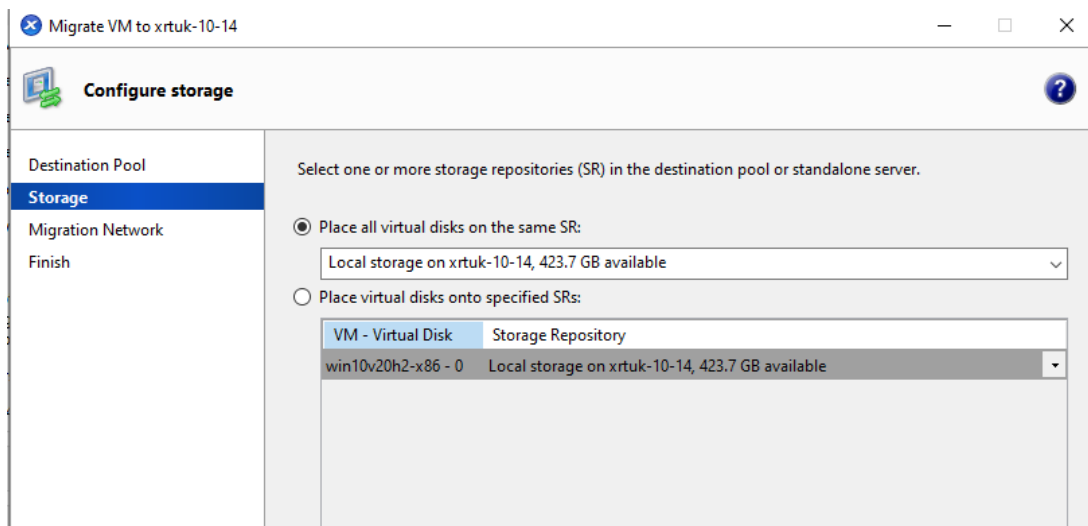 Migrate VM to xrtuk-10-14
Configure storage
?
Destination Pool
Storage
Migration Network
Finish
Select one or more storage repositories (SR) in the destination pool or standalone server.
Place all virtual disks on the same SR:
Local storage on xrtuk-10-14, 423.7 GB available
Place virtual disks onto specified SRs:
VM - Virtual Disk Storage Repository
win10v20h2-x86 - 0 Local storage on xrtuk-10-14, 423.7 GB available